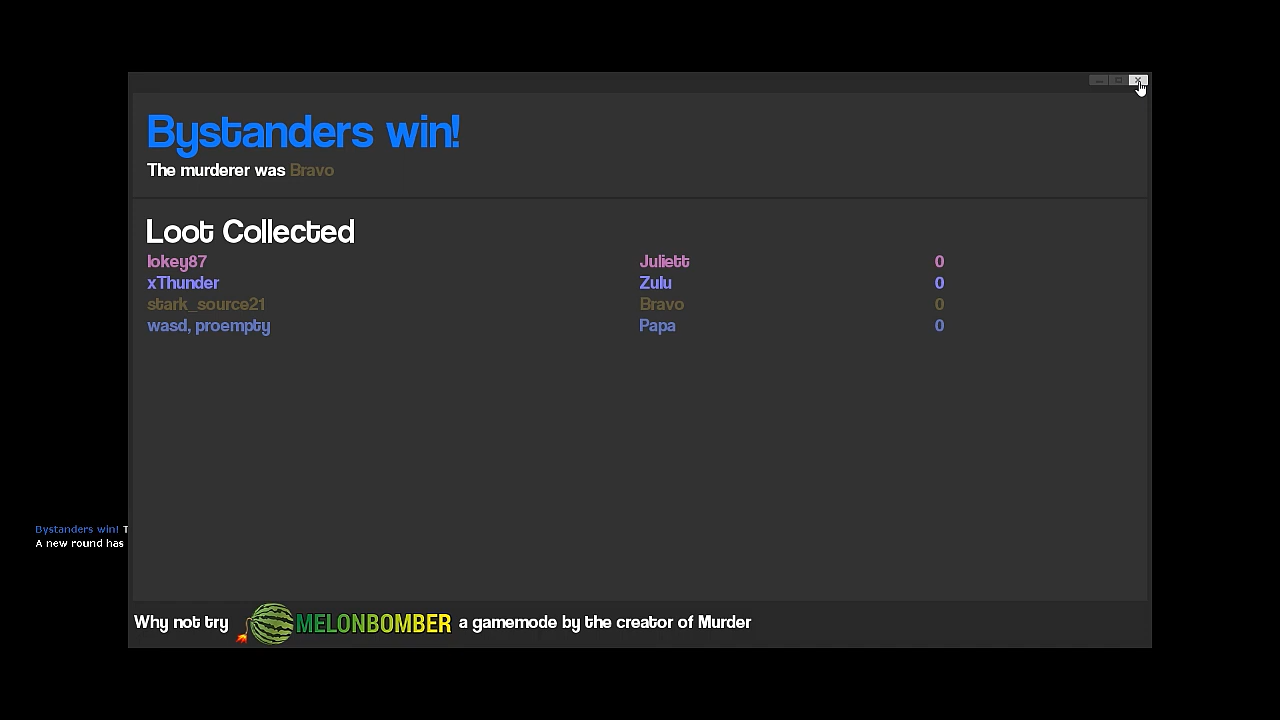 Bystanders win!
The murderer was Bravo
Loot Collected
lokey87 Juliett 0
xThunder Zulu 0
stark_source21 Bravo 0
wasd, proempty Papa 0
Bystanders win! T
A new round has
Why not try MELONBOMBER a gamemode by the creator of Murder